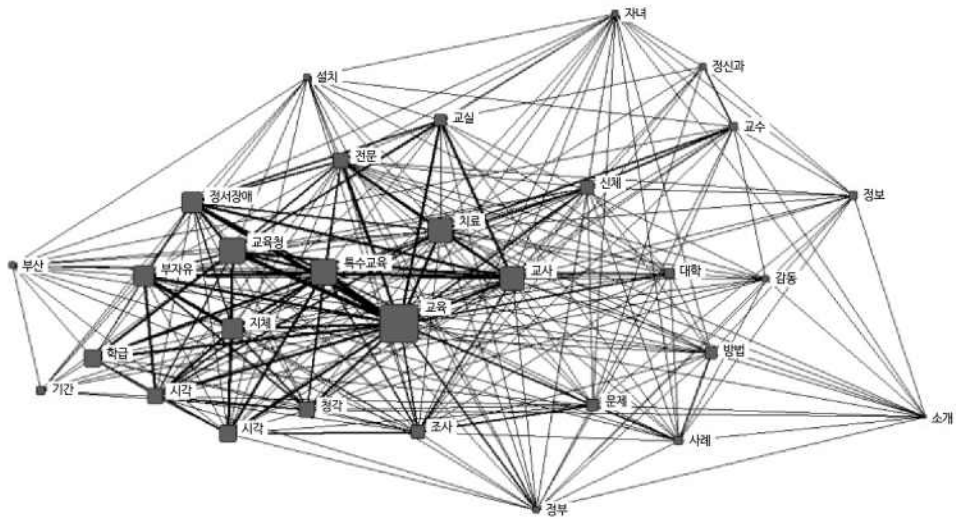 자녀
정신과
설치
교실
교수
전문
신체
정서장애
정보
치료
교육청
부산
특수교육
부자유
교사
대학
감동
교육
지체
방법
학급
기간
시각
문제
청각
소개
시각
조사
사례
정부